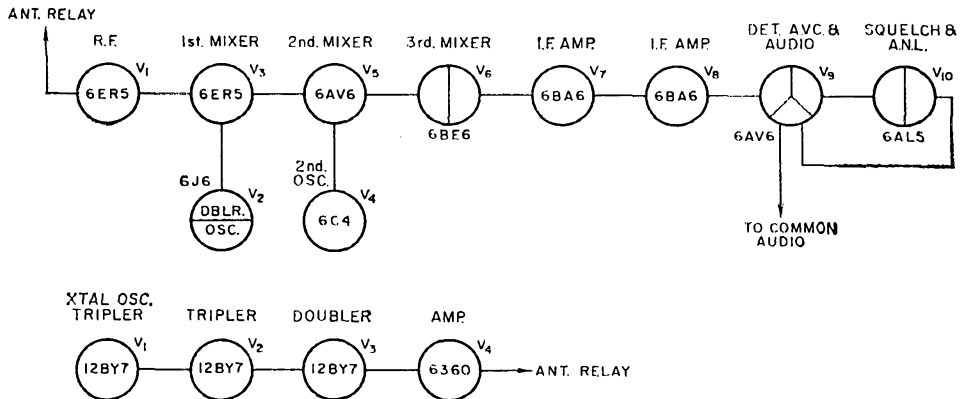 ANT. RELAY
R.F.
1st. MIXER
2nd. MIXER
3rd. MIXER
I.F. AMP.
I.F. AMP.
DET. AVC. &
AUDIO
SQUELCH &
A.N.L.
V1
V3
V5
V6
V7
V8
V9
V10
6ER5
6ER5
6AV6
6BE6
6BA6
6BA6
6AV6
6AL5
6J6
V2
DBLR.
OSC.
2nd.
OSC.
V4
6C4
TO COMMON
AUDIO
XTAL OSC.
TRIPLER
TRIPLER
DOUBLER
AMP.
V1
V2
V3
V4
12BY7
12BY7
12BY7
6360
ANT. RELAY